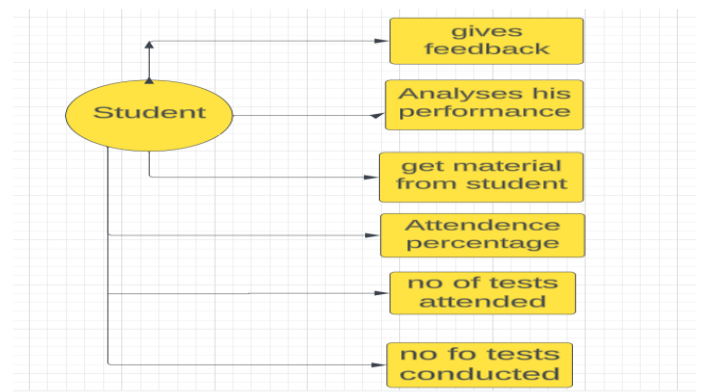 gives
feedback
Student
Analyses his
performance
get material
from student
Attendence
percentage
no of tests
attended
no fo tests
conducted